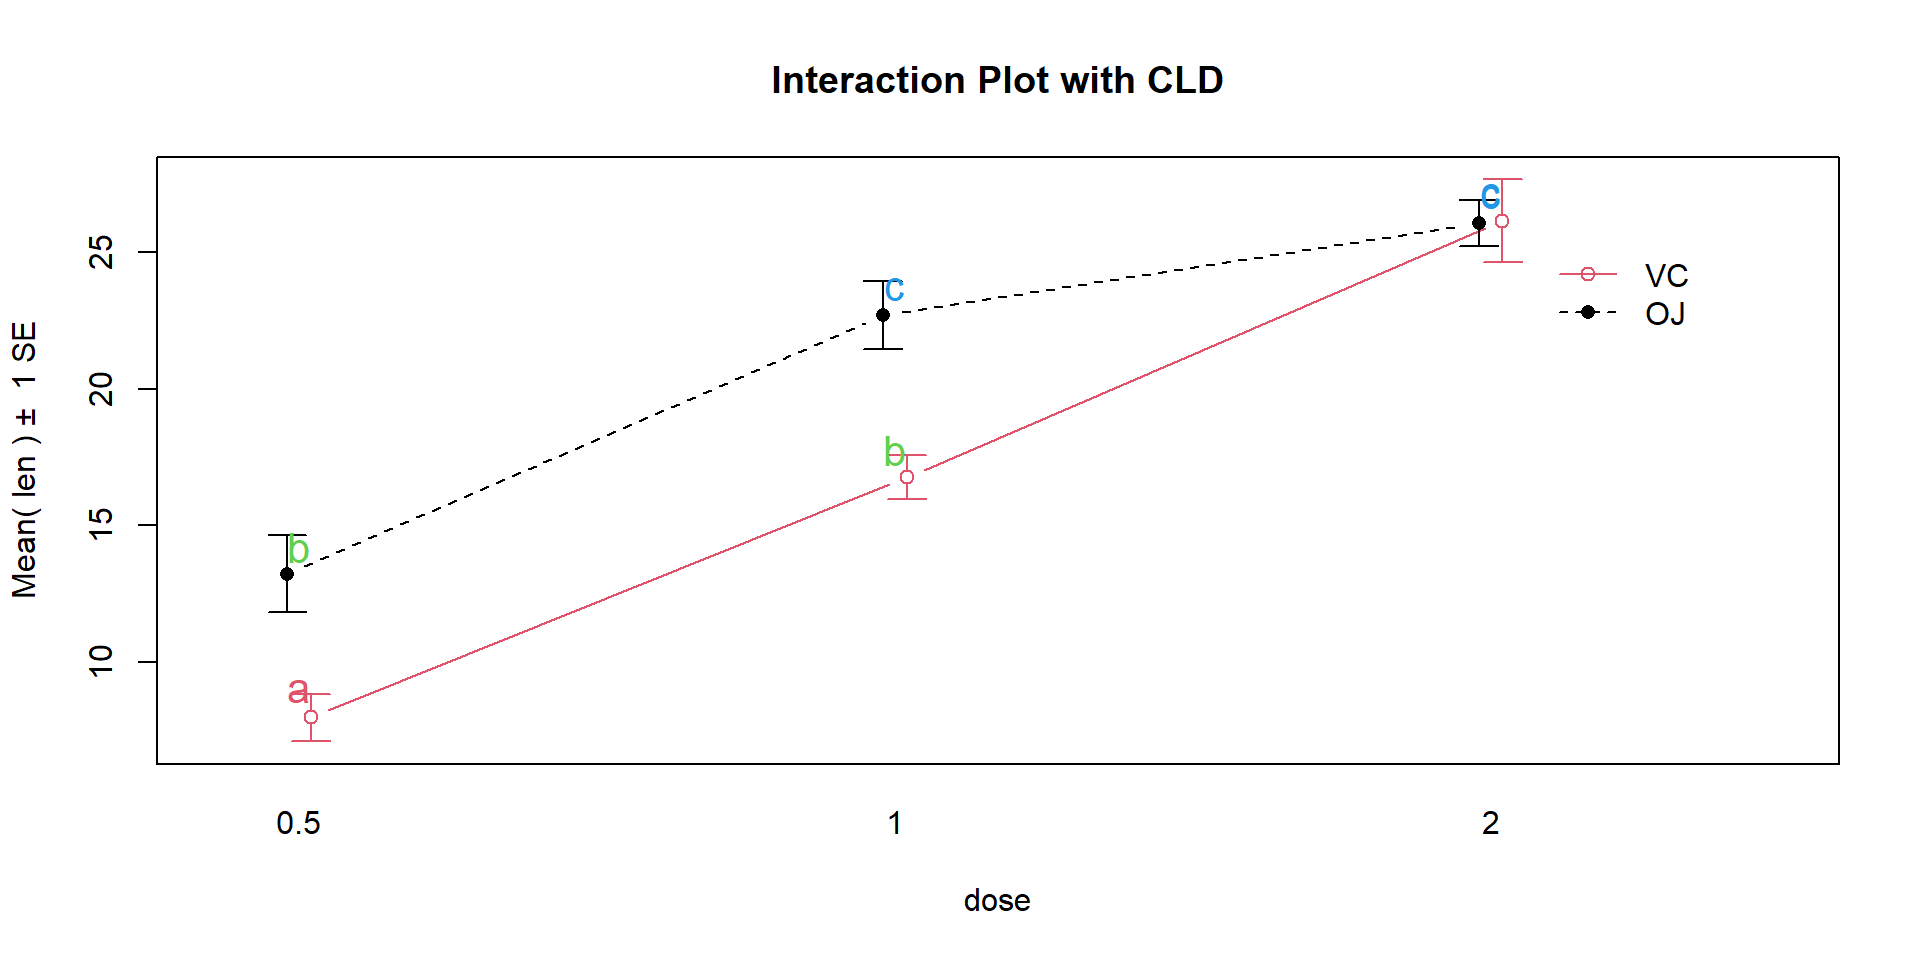 Interaction Plot with CLD
Mean( len ) ± 1 SE
25
20
15
10
c
c
b
b
a
VC
OJ
0.5
1
2
dose